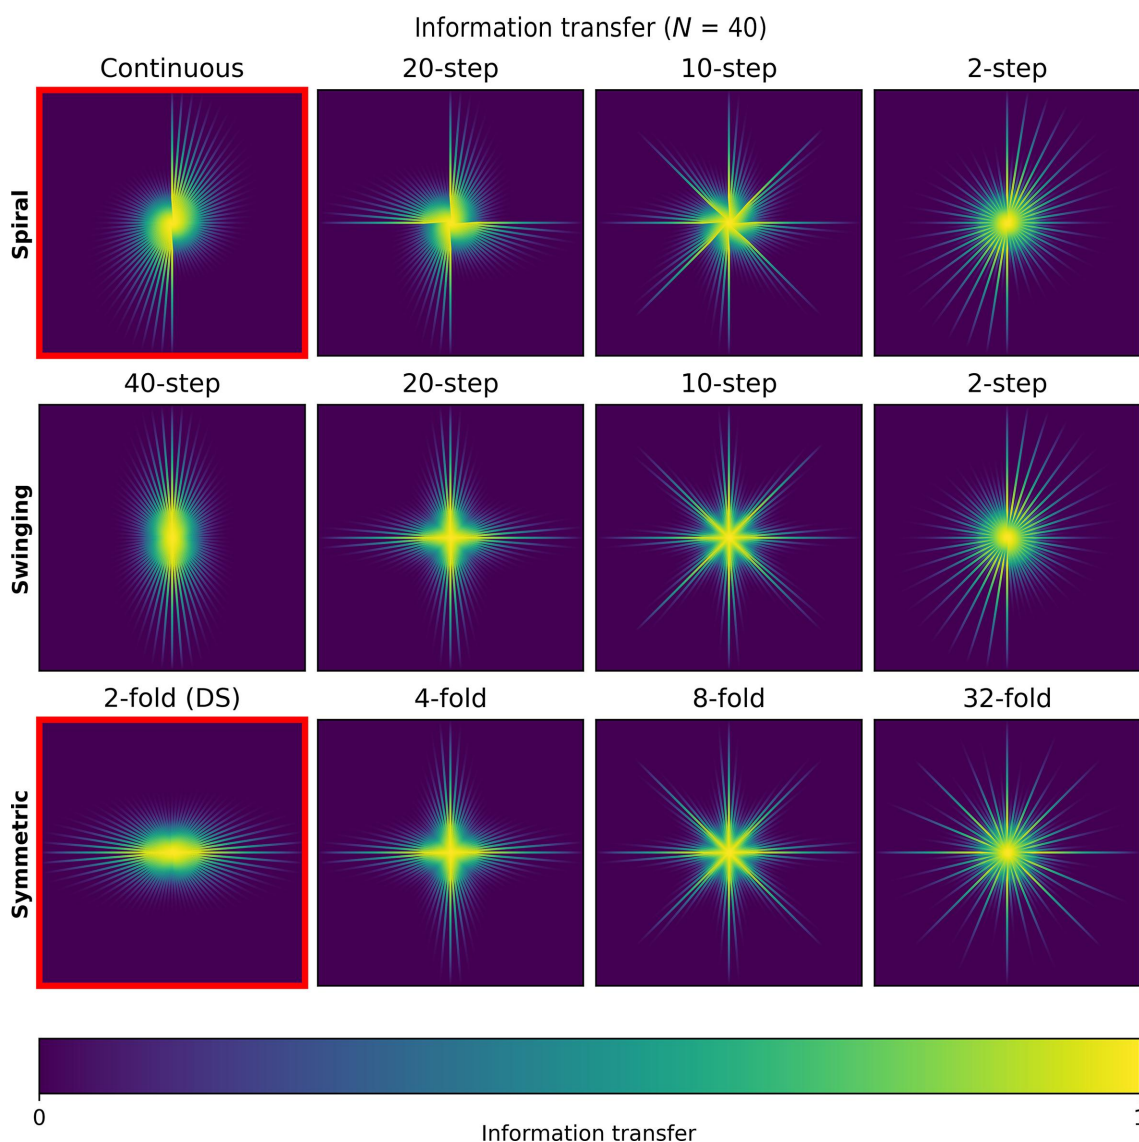 Information transfer (N = 40)
Continuous 20-step 10-step 2-step
Spiral
40-step 20-step 10-step 2-step
Swinging
2-fold (DS) 4-fold 8-fold 32-fold
Symmetric
0 1
Information transfer